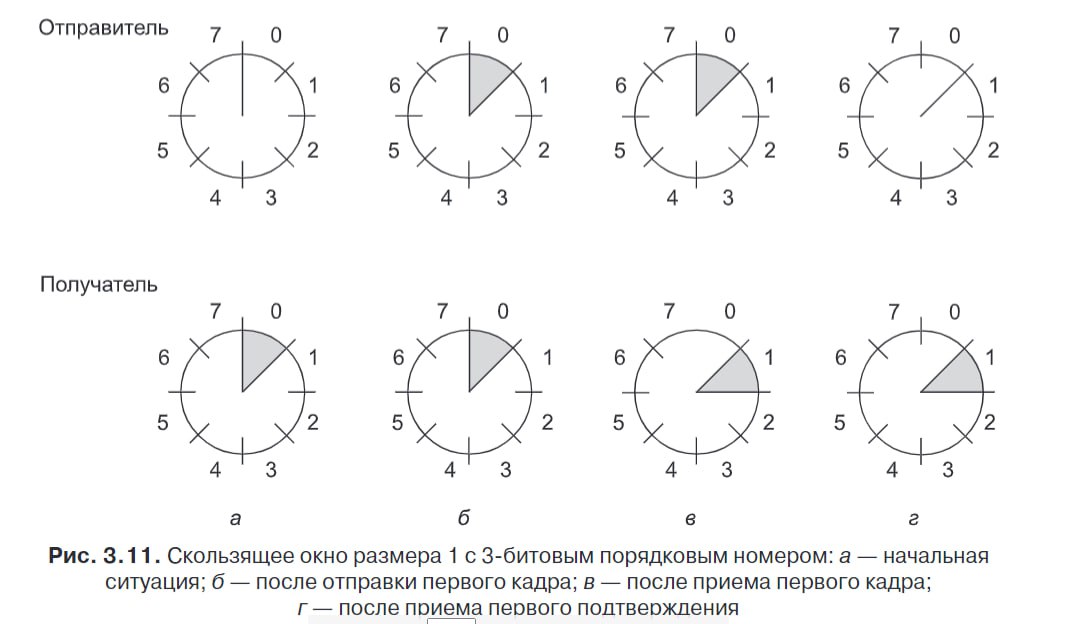 Отправитель
7 0 7 0 7 0 7 0
6 1 6 1 6 1 6 1
5 2 5 2 5 2 5 2
4 3 4 3 4 3 4 3
Получатель
7 0 7 0 7 0 7 0
6 1 6 1 6 1 6 1
5 2 5 2 5 2 5 2
4 3 4 3 4 3 4 3
а б в г
Рис. 3.11. Скользящее окно размера 1 с 3-битовым порядковым номером: а — начальная
ситуация; б — после отправки первого кадра; в — после приема первого кадра;
г — после приема первого подтверждения